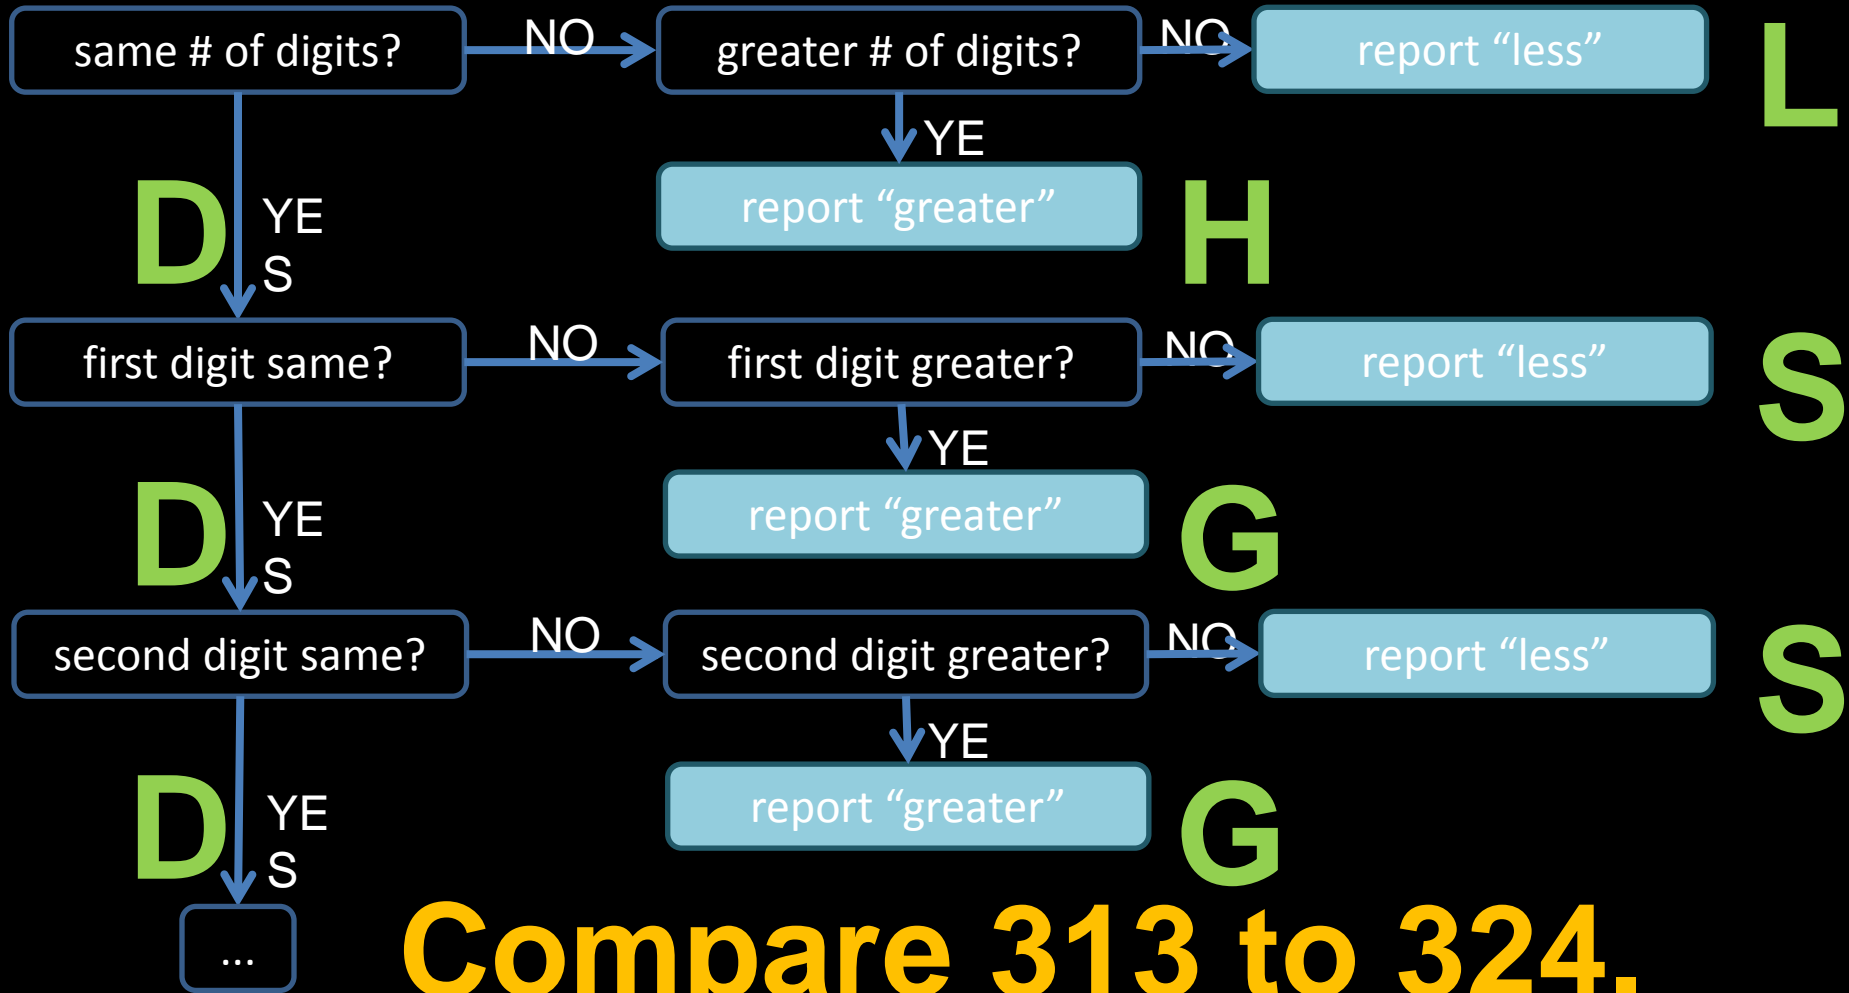 same # of digits?
NO
greater # of digits?
NO
report “less”
L
YE
D
YE
S
report “greater”
H
first digit same?
NO
first digit greater?
NO
report “less”
S
YE
D
YE
S
report “greater”
G
second digit same?
NO
second digit greater?
NO
report “less”
S
YE
D
YE
S
report “greater”
G
...
Compare 313 to 324.